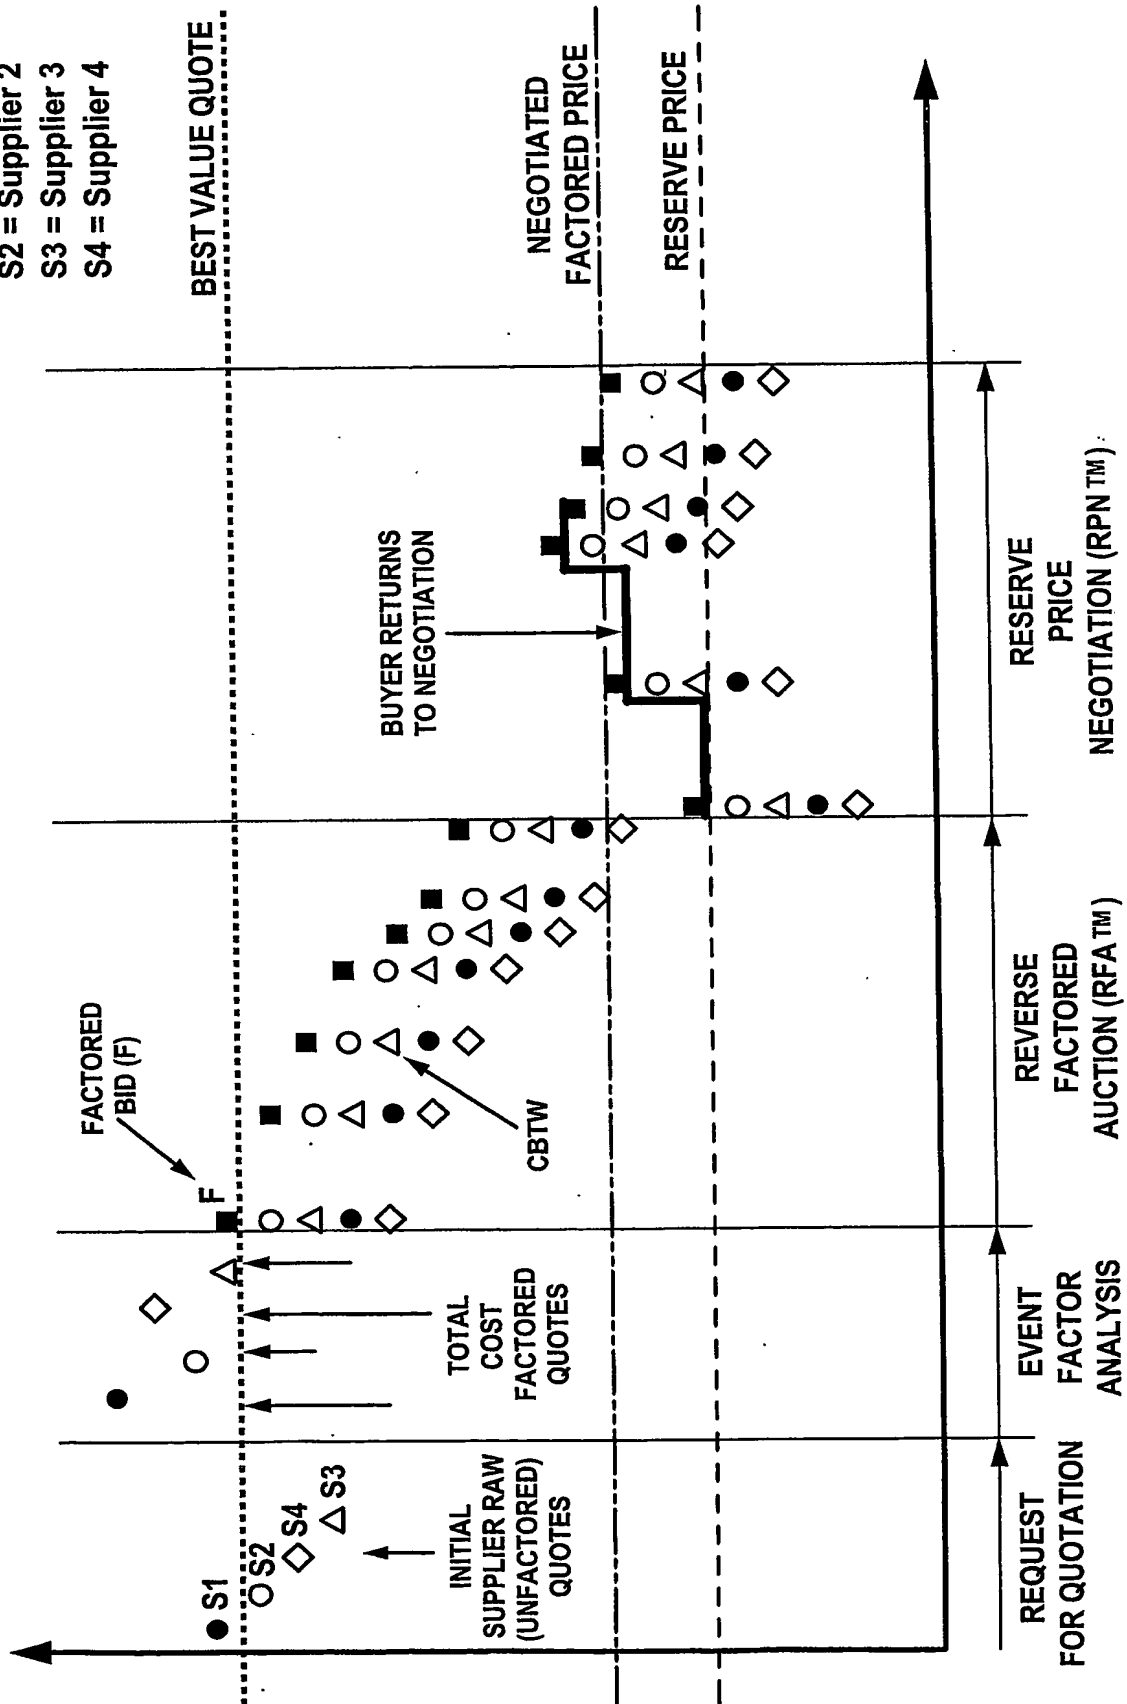 S2 = Supplier 2
S3 = Supplier 3
S4 = Supplier 4
BEST VALUE QUOTE
NEGOTIATED
FACTORED PRICE
RESERVE PRICE
FACTORED
BID (F)
F
BUYER RETURNS
TO NEGOTIATION
CBTW
TOTAL
COST
FACTORED
QUOTES
S1
S2
S4
S3
INITIAL
SUPPLIER RAW
(UNFACTORED)
QUOTES
REQUEST
FOR QUOTATION
EVENT
FACTOR
ANALYSIS
REVERSE
FACTORED
AUCTION (RFA™)
RESERVE
PRICE
NEGOTIATION (RPN™)